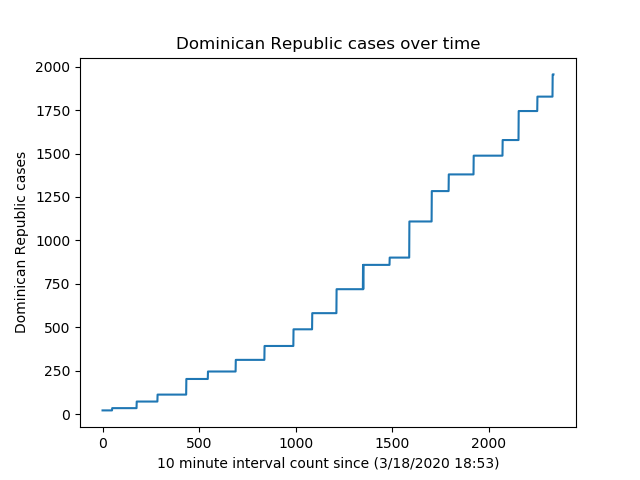 Dominican Republic cases over time
Dominican Republic cases
2000
1750
1500
1250
1000
750
500
250
0
0 500 1000 1500 2000
10 minute interval count since (3/18/2020 18:53)